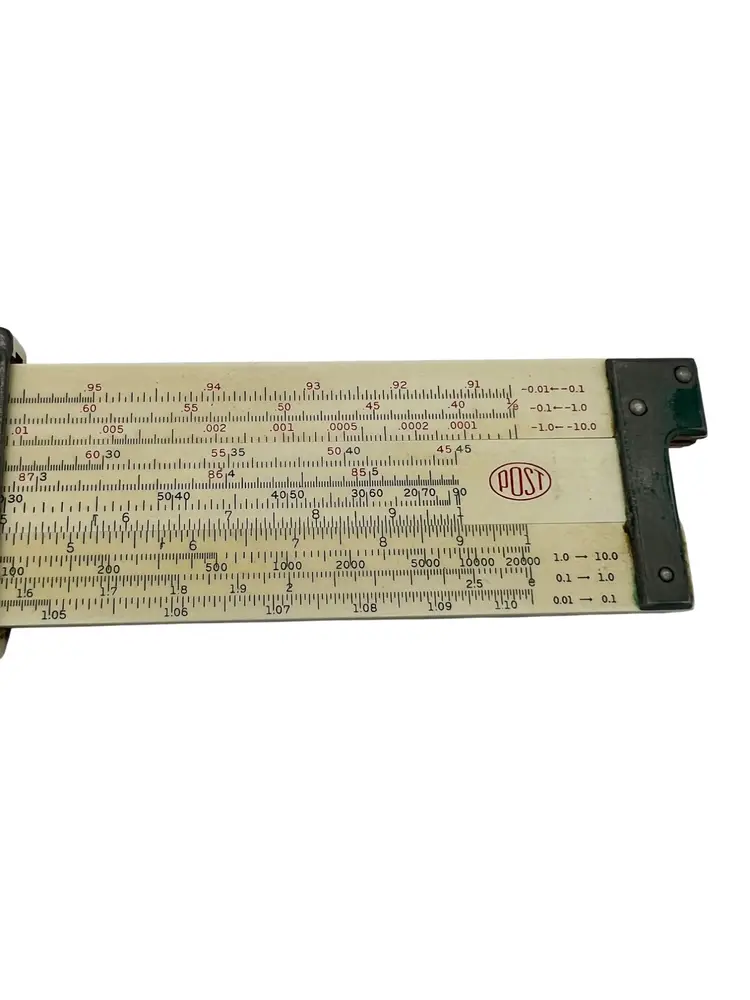 .95 .94 .93 .92 .91 -0.01←-0.1
.60 .55 .50 .45 .40 1/e -0.1←-1.0
.01 .005 .002 .001 .0005 .0002 .0001 -1.0←-10.0
60 30 55 35 50 40 45 45
87 3 86 4 85 5
30 50 40 40 50 30 60 20 70 90
POST
5 π 6 7 8 9 1
5 r 6 7 8 9 1
100 200 500 1000 2000 5000 10000 20000 1.0 → 10.0
1.6 1.7 1.8 1.9 2 2.5 e 0.1 → 1.0
1.05 1.06 1.07 1.08 1.09 1.10 0.01 → 0.1